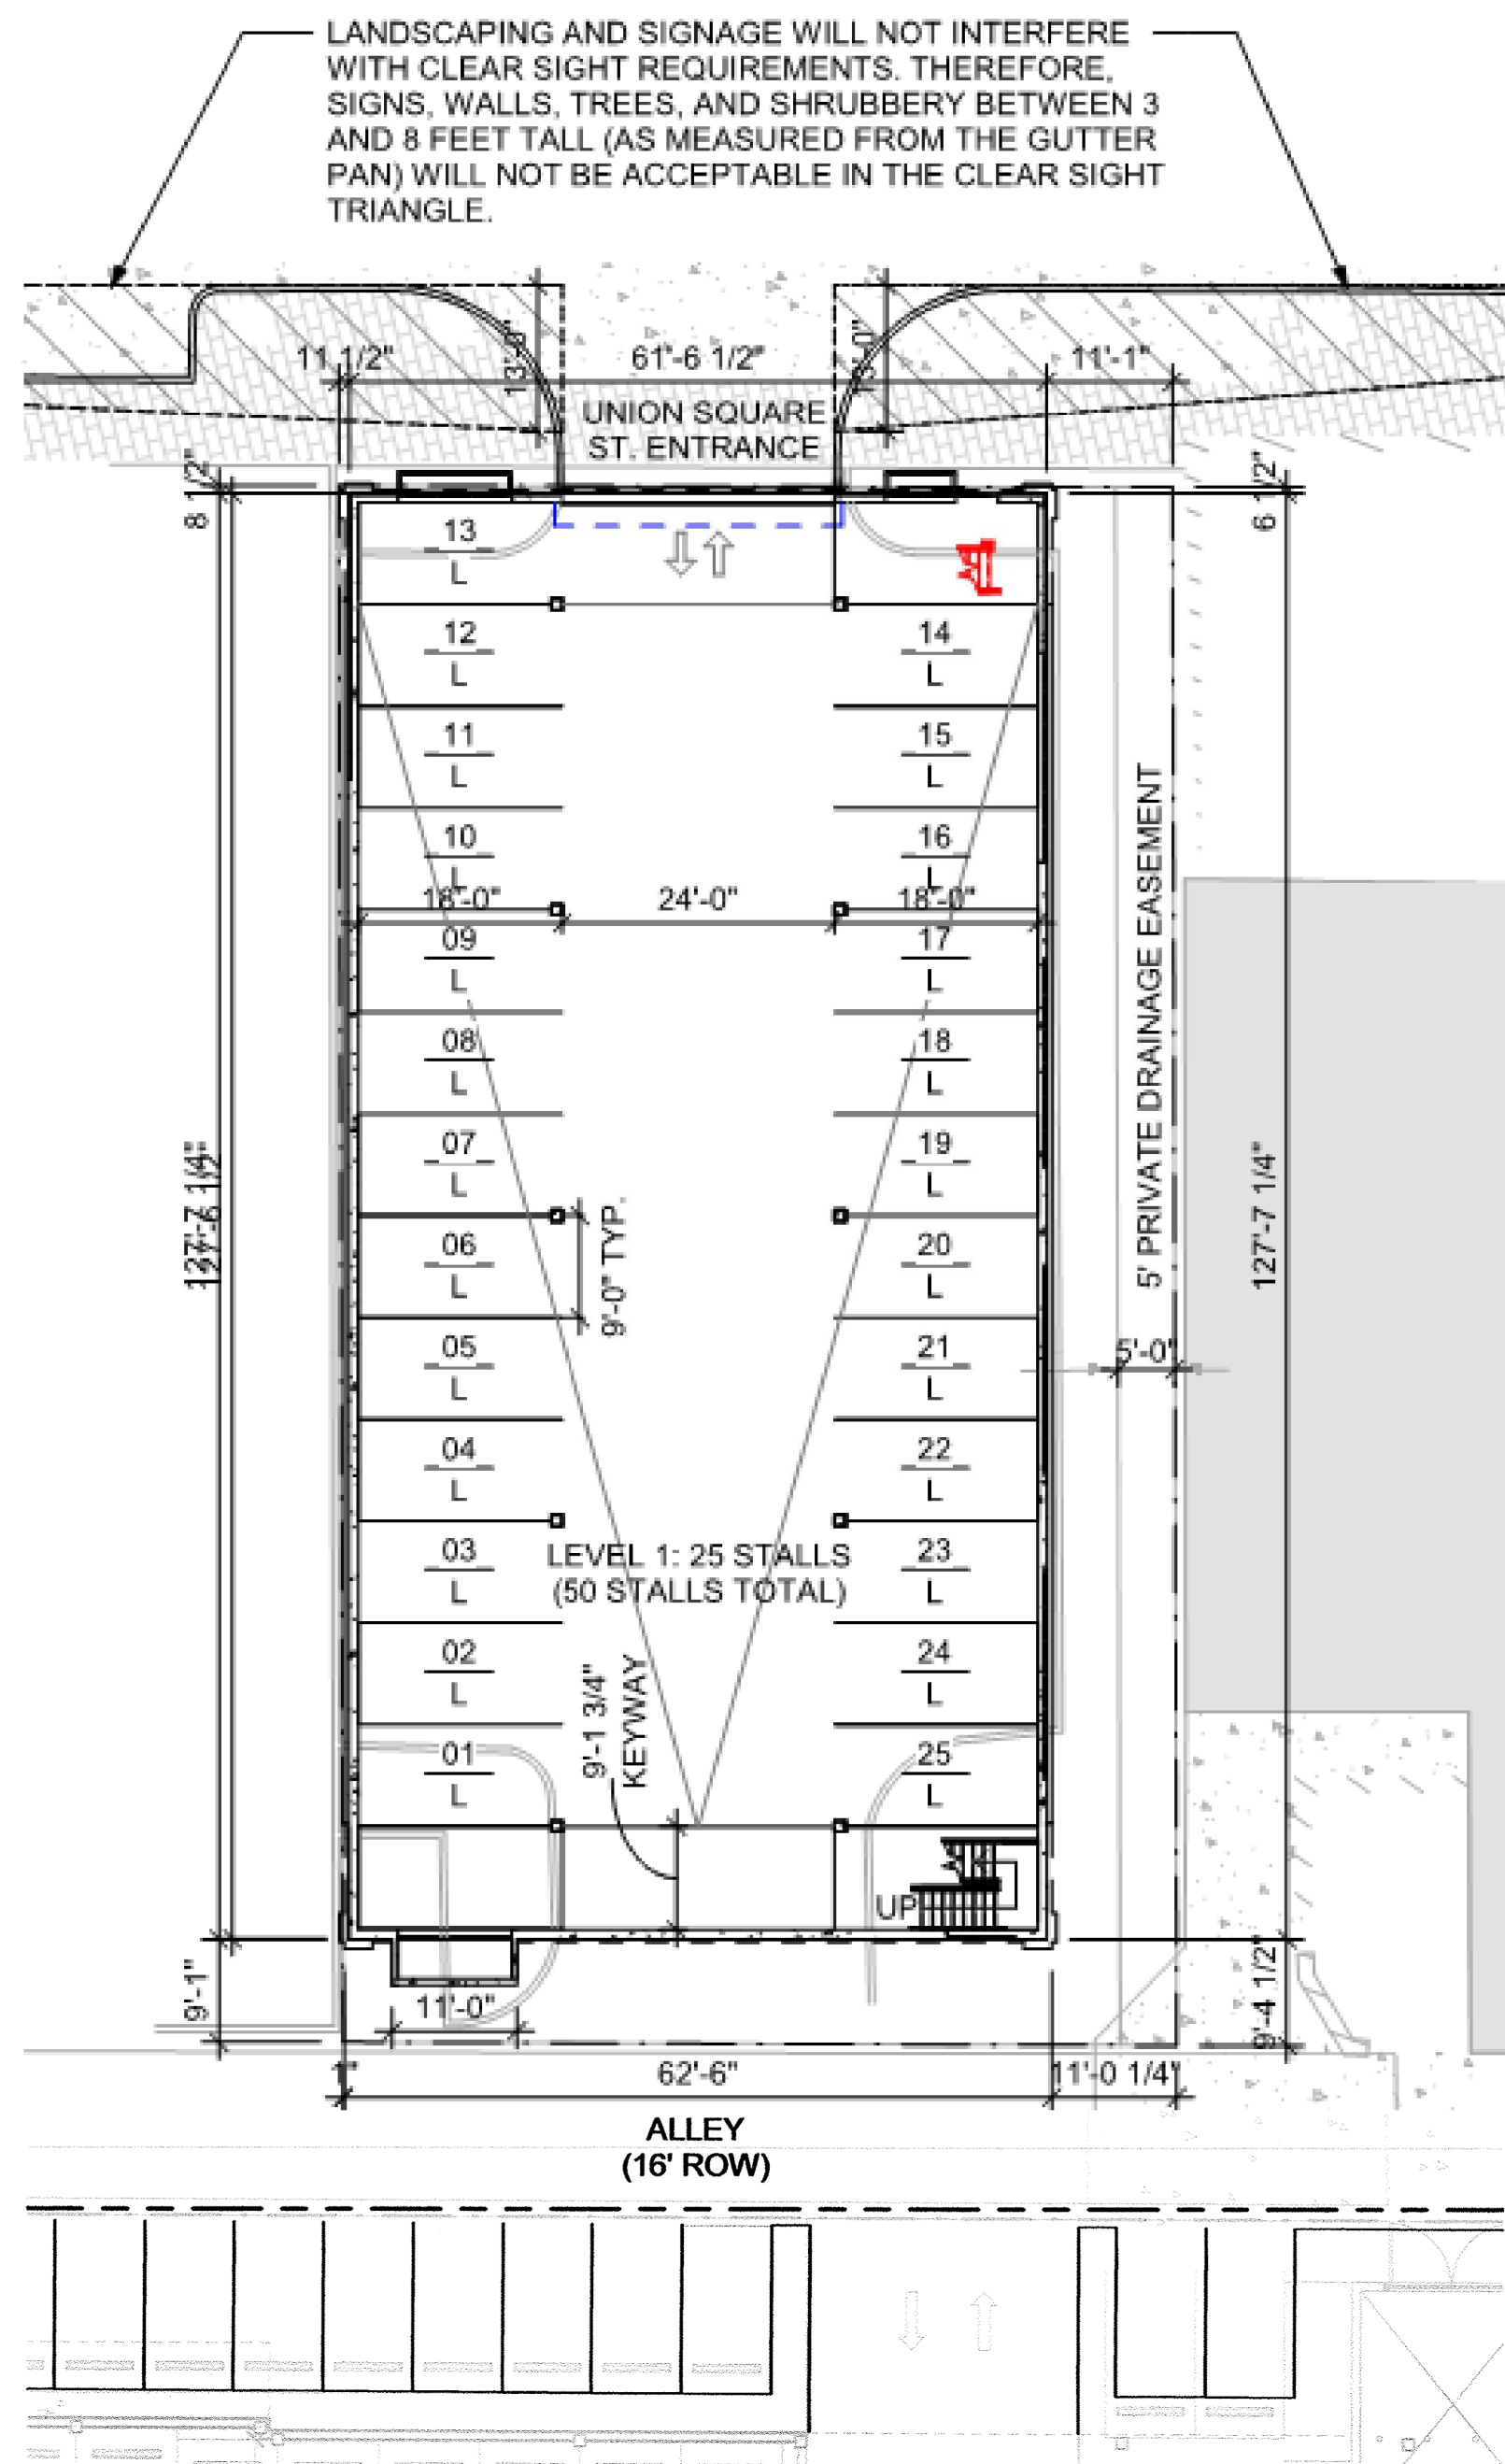 LANDSCAPING AND SIGNAGE WILL NOT INTERFERE
WITH CLEAR SIGHT REQUIREMENTS. THEREFORE,
SIGNS, WALLS, TREES, AND SHRUBBERY BETWEEN 3
AND 8 FEET TALL (AS MEASURED FROM THE GUTTER
PAN) WILL NOT BE ACCEPTABLE IN THE CLEAR SIGHT
TRIANGLE.
11 1/2"
13'-0"
61'-6 1/2"
13'-0"
11'-1"
UNION SQUARE
ST. ENTRANCE
8 1/2"
6 1/2"
13
L
12
L
14
L
11
L
15
L
10
L
16
L
18'-0"
24'-0"
18'-0"
09
L
17
L
08
L
18
L
07
L
19
L
127'-7 1/4"
5' PRIVATE DRAINAGE EASEMENT
06
L
9'-0" TYP.
20
L
05
L
21
L
5'-0"
04
L
22
L
03
L
LEVEL 1: 25 STALLS
(50 STALLS TOTAL)
23
L
02
L
24
L
9'-1 3/4"
KEYWAY
01
L
25
L
UP
9'-1"
11'-0"
9'-4 1/2"
1"
62'-6"
11'-0 1/4"
ALLEY
(16' ROW)